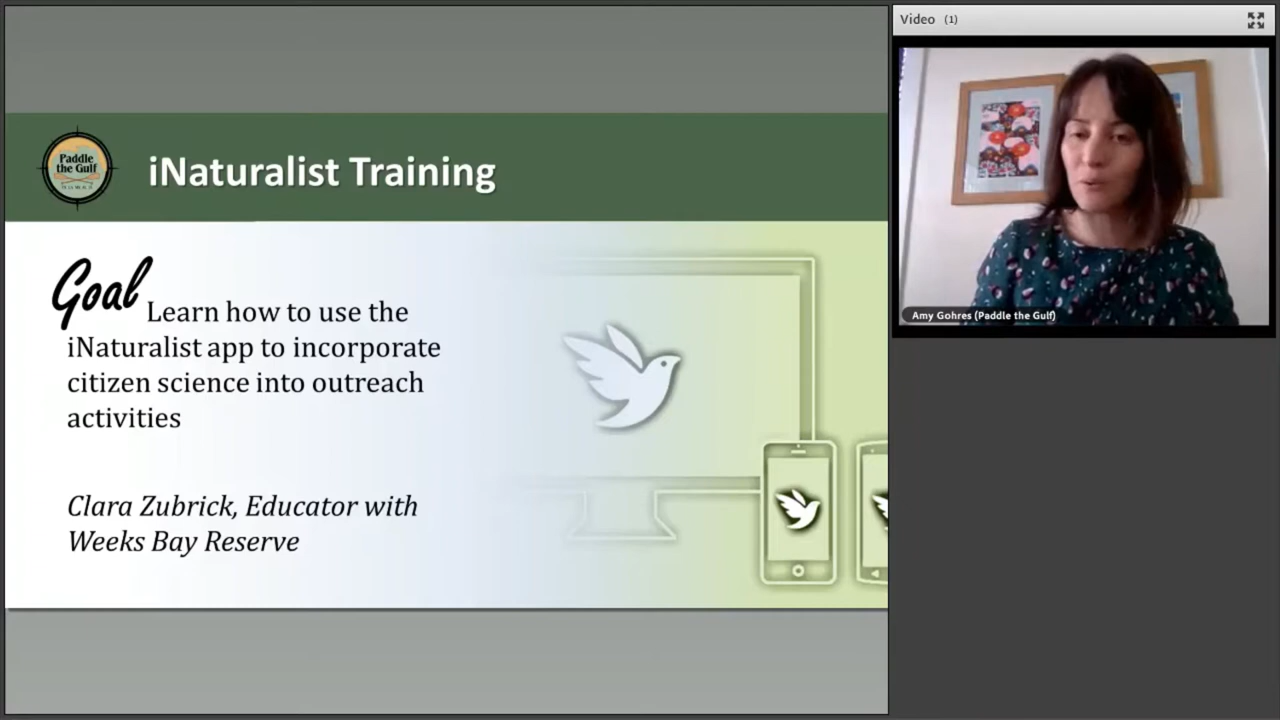 Video (1)
Paddle
the Gulf
iNaturalist Training
Goal Learn how to use the
iNaturalist app to incorporate
citizen science into outreach
activities
Clara Zubrick, Educator with
Weeks Bay Reserve
Amy Gohres (Paddle the Gulf)